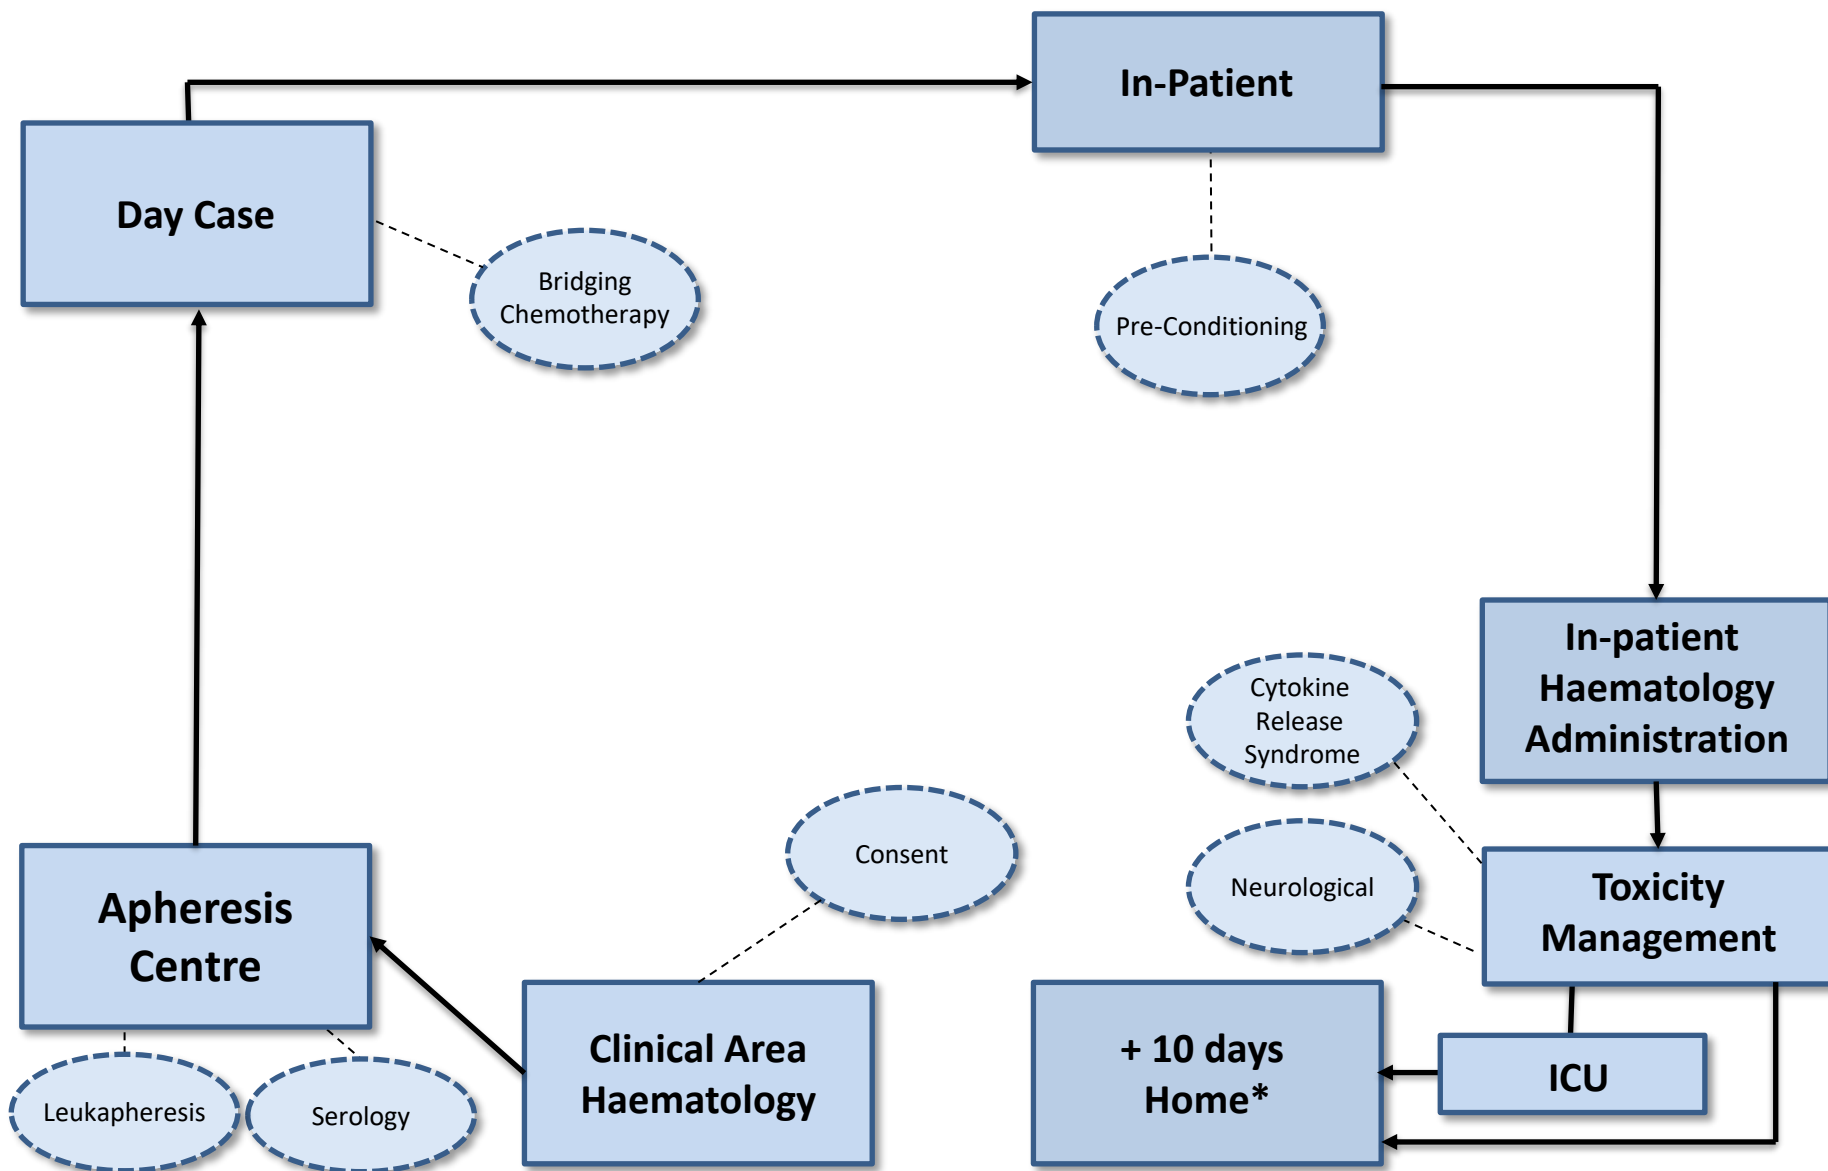 In-Patient
Day Case
Bridging
Chemotherapy
Pre-Conditioning
In-patient
Haematology
Administration
Cytokine
Release
Syndrome
Consent
Neurological
Toxicity
Management
Apheresis
Centre
Clinical Area
Haematology
+ 10 days
Home*
ICU
Leukapheresis
Serology